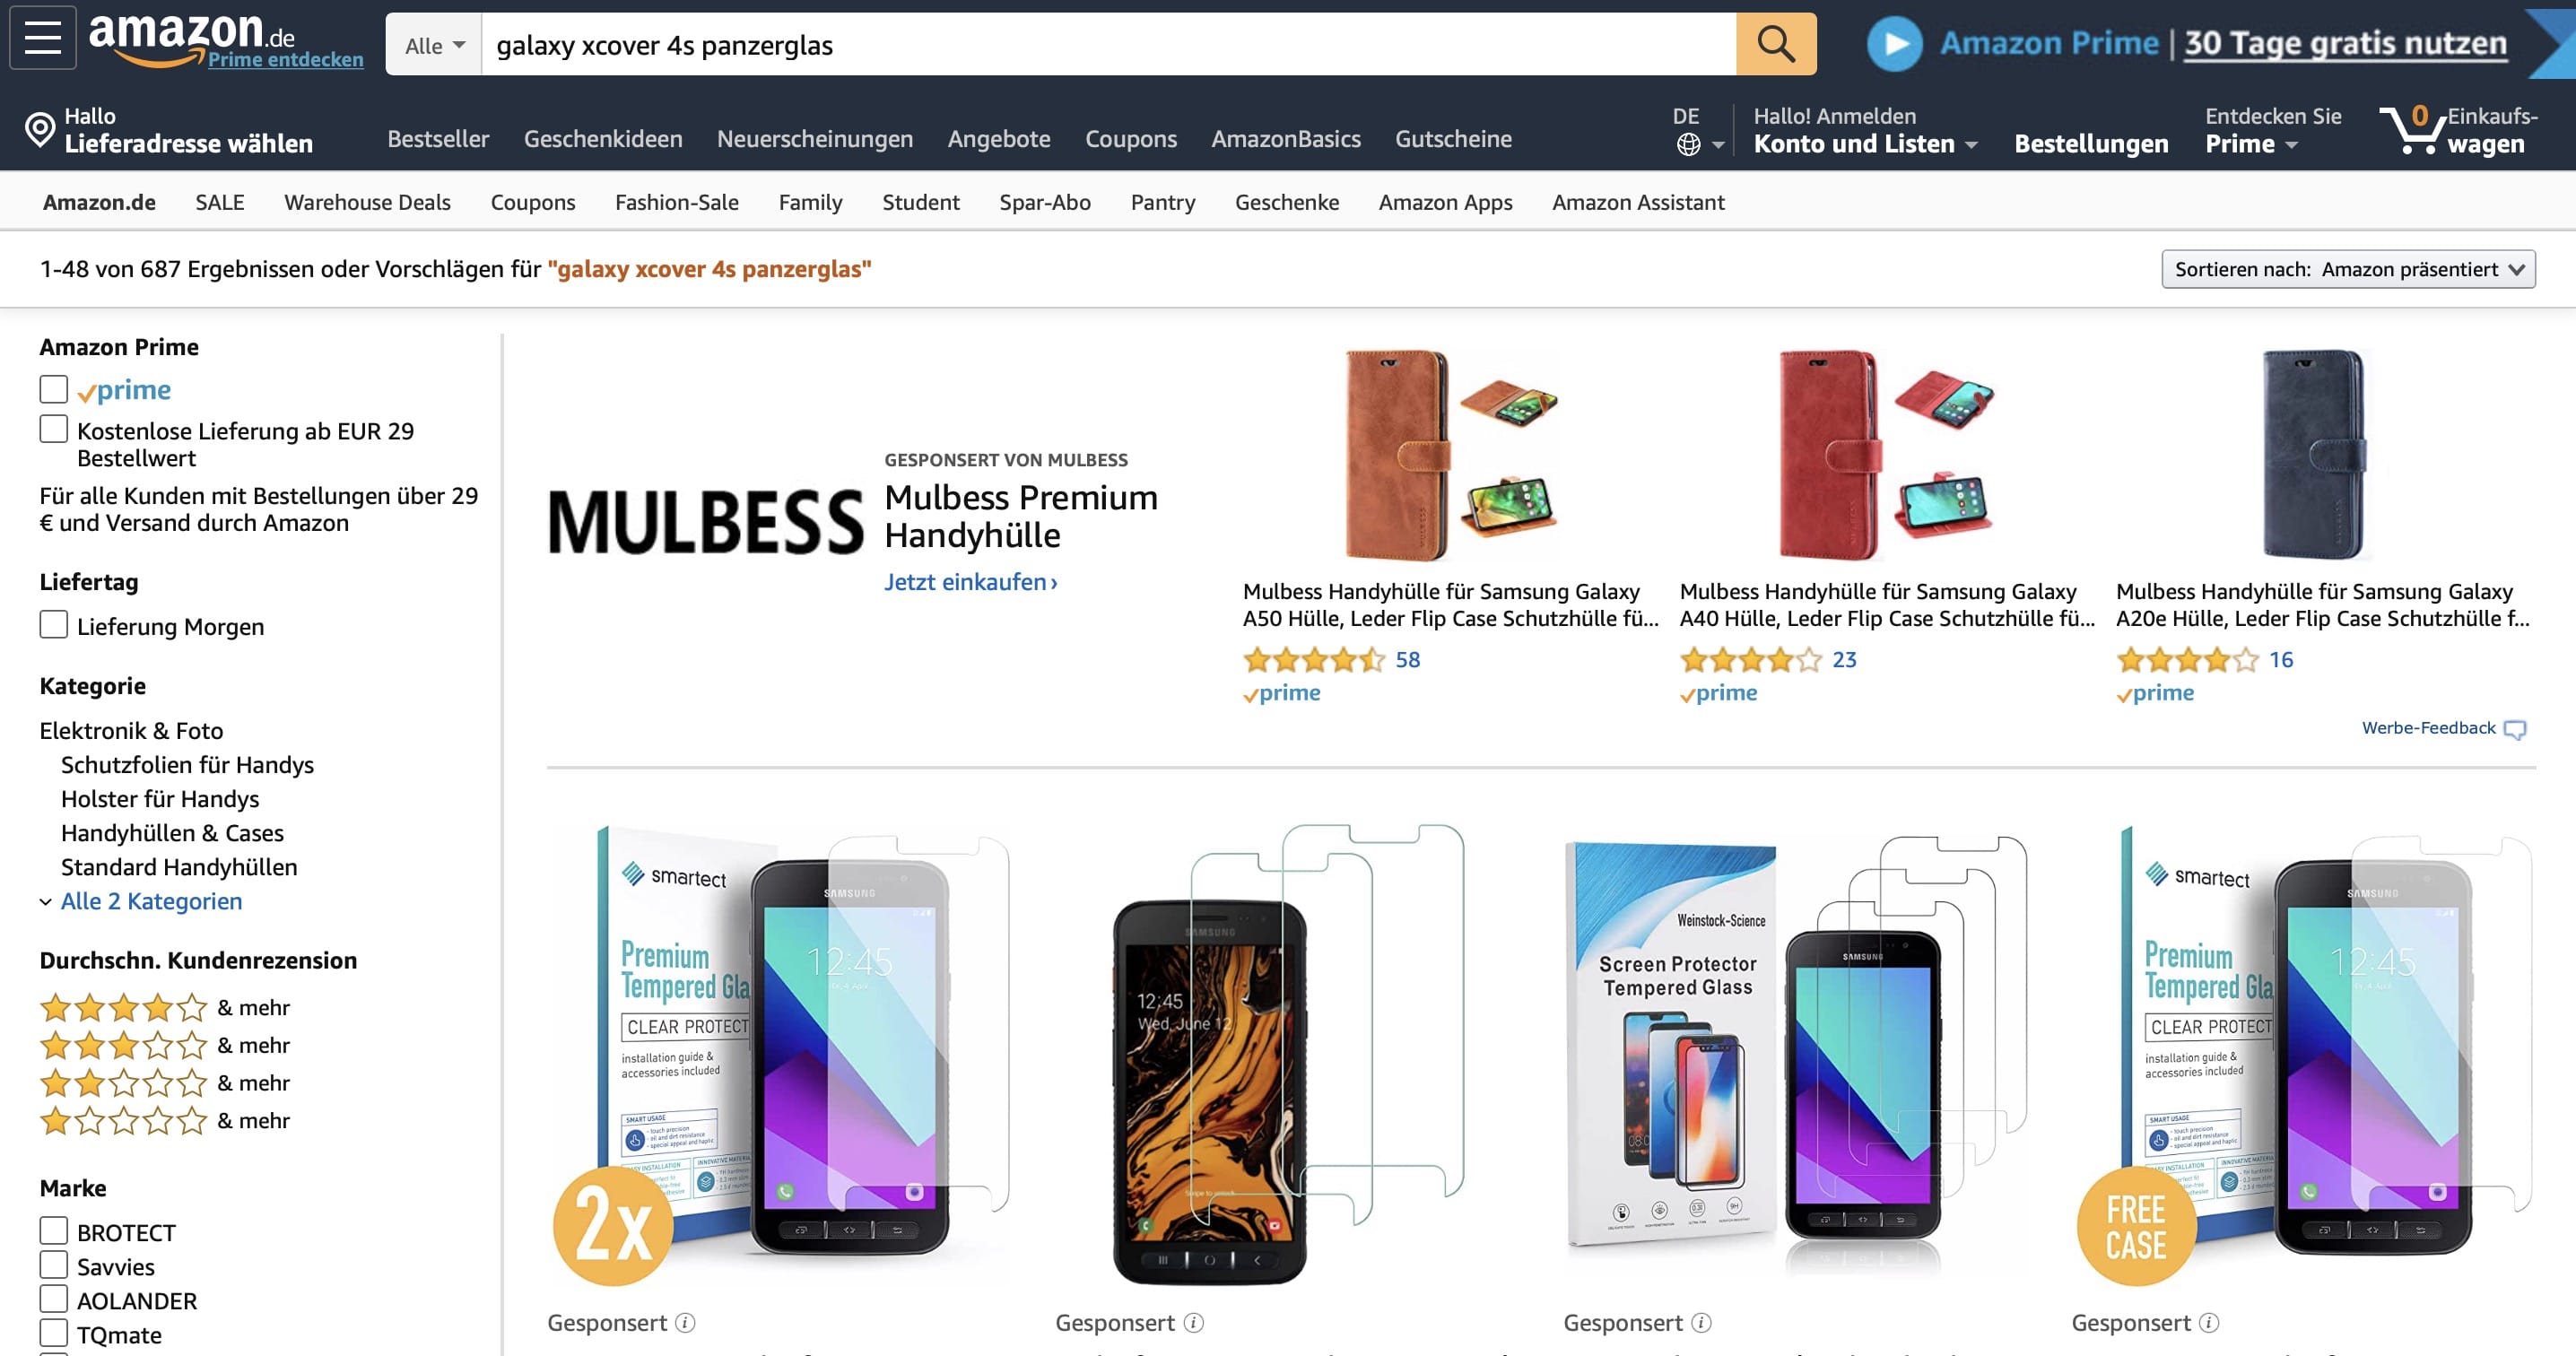 amazon.de
Prime entdecken
Alle
galaxy xcover 4s panzerglas
Amazon Prime | 30 Tage gratis nutzen
Hallo
Lieferadresse wählen
Bestseller Geschenkideen Neuerscheinungen Angebote Coupons AmazonBasics Gutscheine
DE
Hallo! Anmelden
Konto und Listen
Bestellungen
Entdecken Sie
Prime
0
Einkaufs-
wagen
Amazon.de SALE Warehouse Deals Coupons Fashion-Sale Family Student Spar-Abo Pantry Geschenke Amazon Apps Amazon Assistant
1-48 von 687 Ergebnissen oder Vorschlägen für "galaxy xcover 4s panzerglas"
Sortieren nach: Amazon präsentiert
Amazon Prime
prime
Kostenlose Lieferung ab EUR 29
Bestellwert
Für alle Kunden mit Bestellungen über 29
€ und Versand durch Amazon
Liefertag
Lieferung Morgen
Kategorie
Elektronik & Foto
Schutzfolien für Handys
Holster für Handys
Handyhüllen & Cases
Standard Handyhüllen
Alle 2 Kategorien
Durchschn. Kundenrezension
& mehr
& mehr
& mehr
& mehr
Marke
BROTECT
Savvies
AOLANDER
TQmate
MULBESS
GESPONSERT VON MULBESS
Mulbess Premium
Handyhülle
Jetzt einkaufen ›
Mulbess Handyhülle für Samsung Galaxy
A50 Hülle, Leder Flip Case Schutzhülle fü...
58
prime
Mulbess Handyhülle für Samsung Galaxy
A40 Hülle, Leder Flip Case Schutzhülle fü...
23
prime
Mulbess Handyhülle für Samsung Galaxy
A20e Hülle, Leder Flip Case Schutzhülle f...
16
prime
Werbe-Feedback
smartect
Premium
Tempered Gla
CLEAR PROTECT
installation guide &
accessories included
SMART USAGE
SAMSUNG
12:45
2x
Gesponsert
SAMSUNG
12:45
Wed, June 12
Gesponsert
Weinstock-Science
Screen Protector
Tempered Glass
SAMSUNG
Gesponsert
smartect
Premium
Tempered Gla
CLEAR PROTECT
installation guide &
accessories included
SMART USAGE
SAMSUNG
12:45
FREE
CASE
Gesponsert